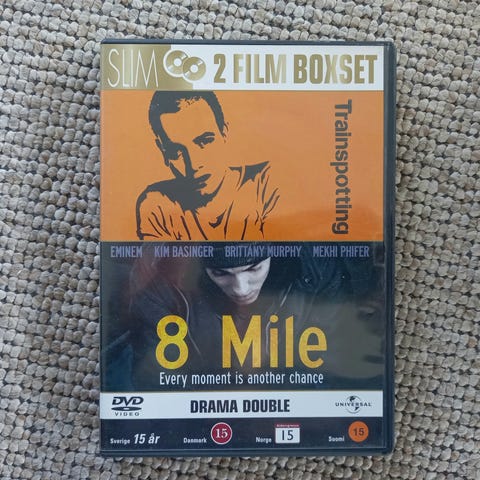 SLIM 2 FILM BOXSET
Trainspotting
EMINEM KIM BASINGER BRITTANY MURPHY MEKHI PHIFER
8 Mile
Every moment is another chance
DVD VIDEO
DRAMA DOUBLE
UNIVERSAL
Sverige 15 år Danmark 15 Norge 15 Suomi 15